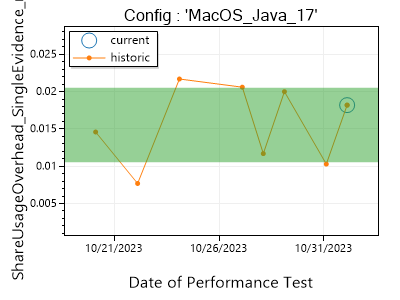 Config : 'MacOS_Java_17'
current
historic
0.025
0.02
0.015
0.01
0.005
10/21/2023
10/26/2023
10/31/2023
Date of Performance Test
ShareUsageOverhead_SingleEvidence_